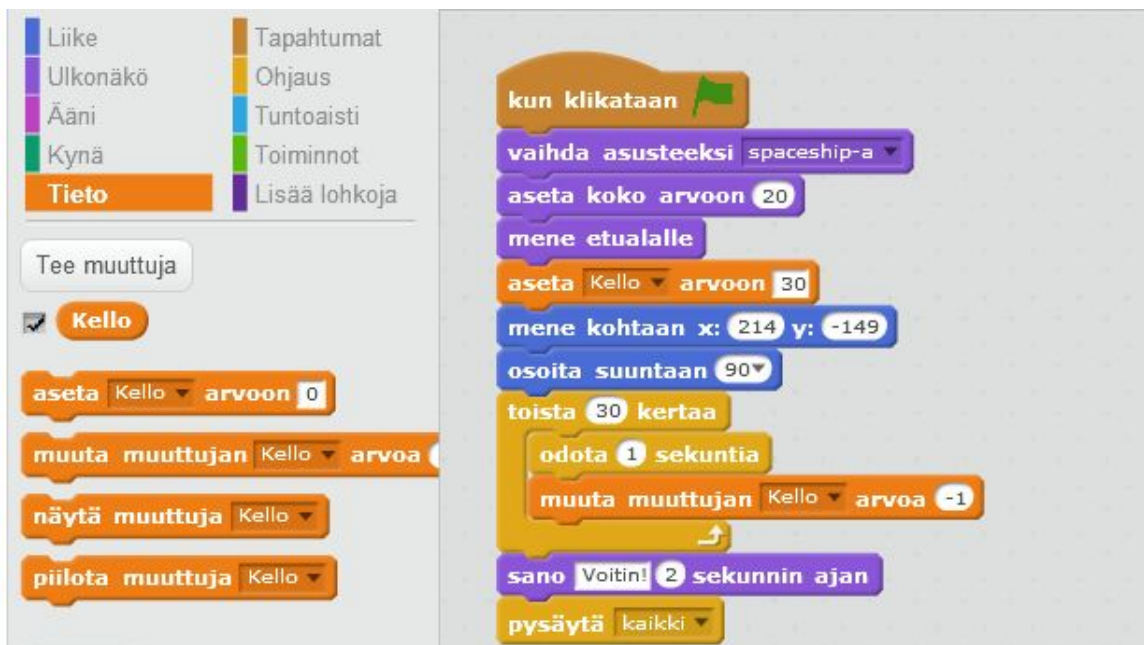 Liike
Ulkonäkö
Ääni
Kynä
Tieto
Tapahtumat
Ohjaus
Tuntoaisti
Toiminnot
Lisää lohkoja
Tee muuttuja
Kello
aseta Kello arvoon 0
muuta muuttujan Kello arvoa
näytä muuttuja Kello
piilota muuttuja Kello
kun klikataan
vaihda asusteeksi spaceship-a
aseta koko arvoon 20
mene etualalle
aseta Kello arvoon 30
mene kohtaan x: 214 y: -149
osoita suuntaan 90
toista 30 kertaa
odota 1 sekuntia
muuta muuttujan Kello arvoa -1
sano Voitin! 2 sekunnin ajan
pysäytä kaikki